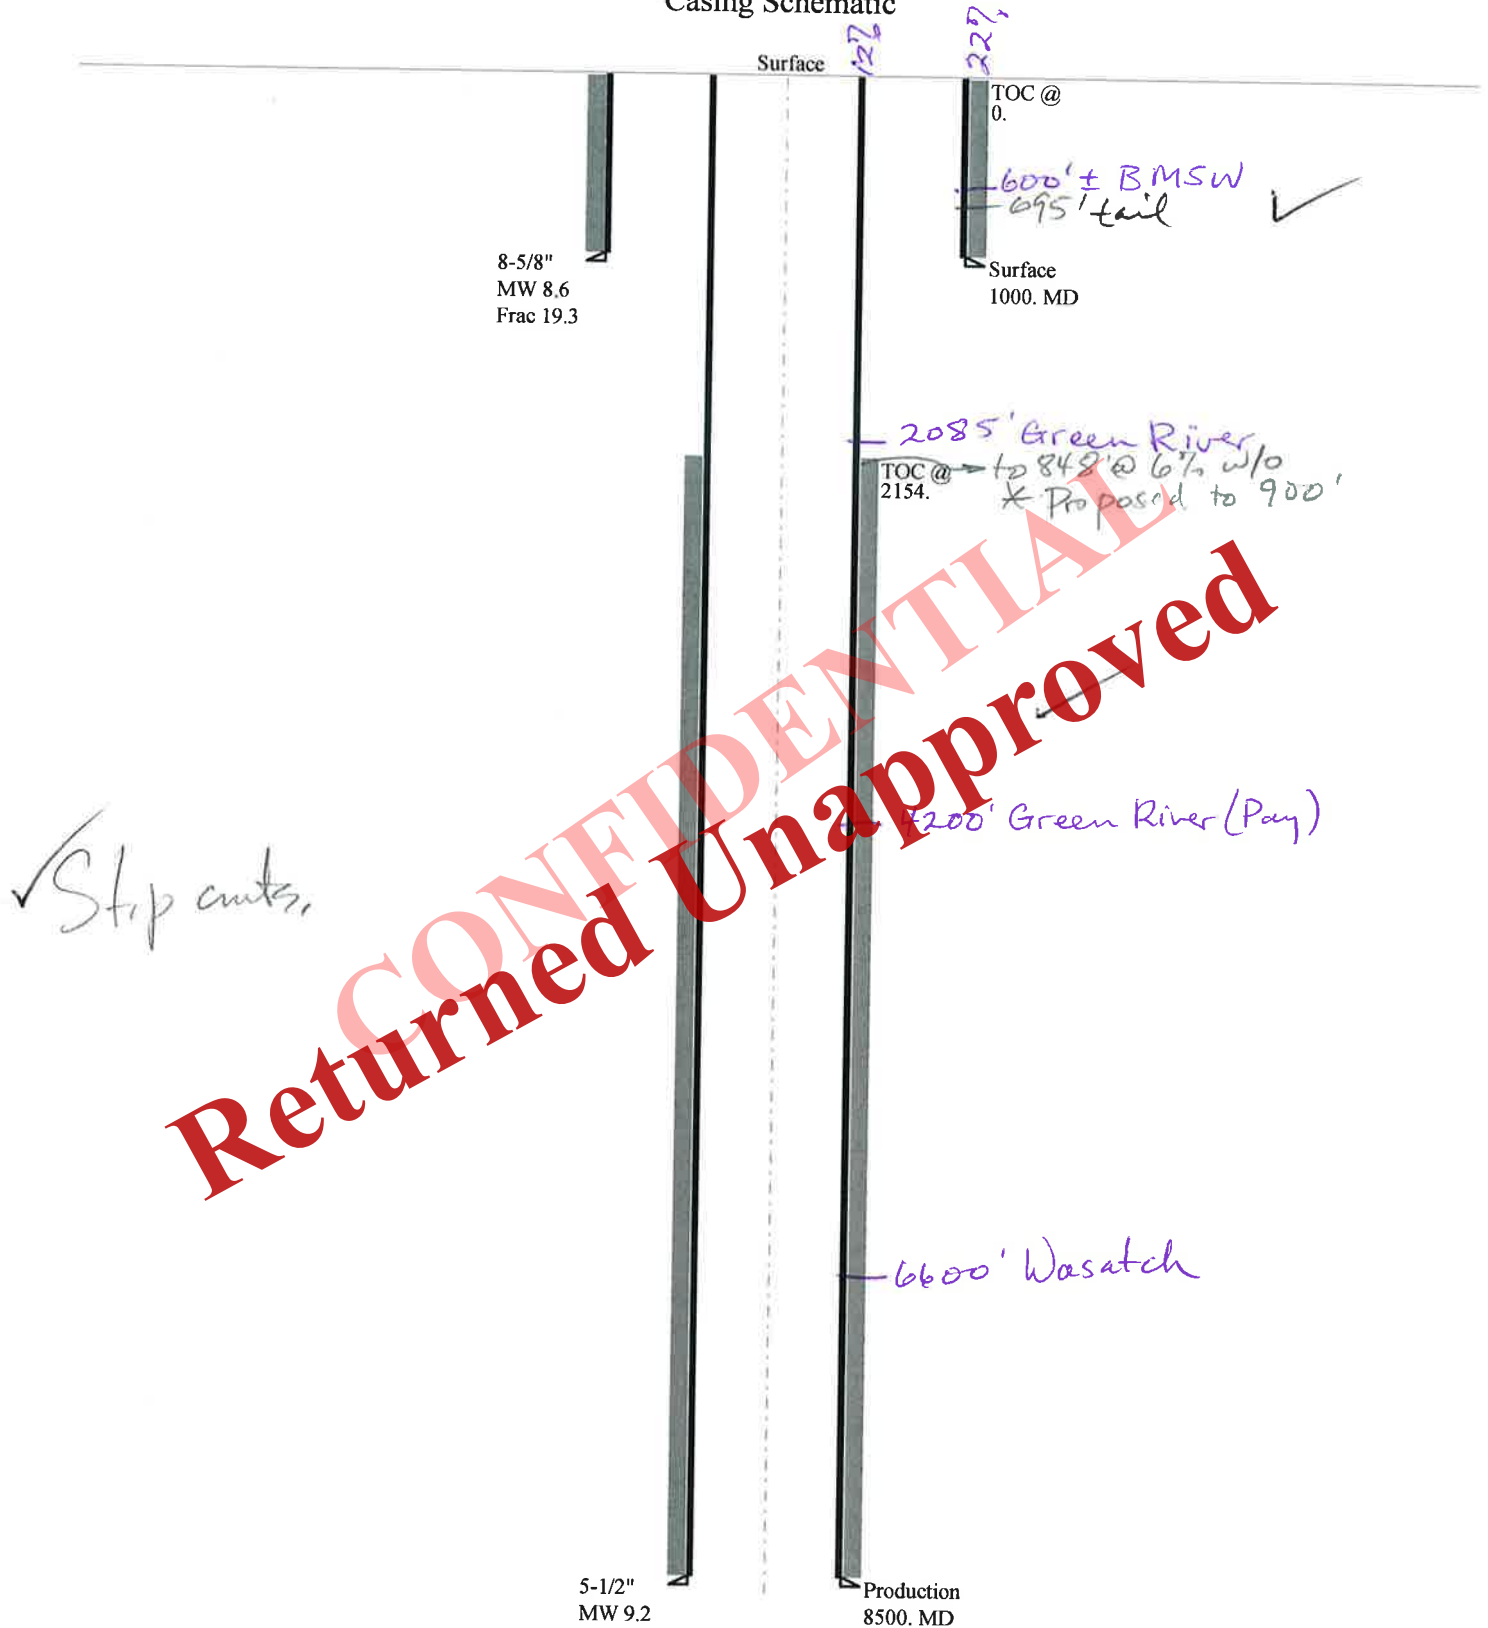 Casing Schematic
12%
22%
Surface
TOC @
0.
600' ± BMSW
695' tail
8-5/8"
MW 8.6
Frac 19.3
Surface
1000. MD
2085' Green River
TOC @ → to 848' @ 6% w/o
2154.
* Proposed to 900'
CONFIDENTIAL
Returned Unapproved
4200' Green River (Pay)
✓ Stip cmts.
6600' Wasatch
5-1/2"
MW 9.2
Production
8500. MD